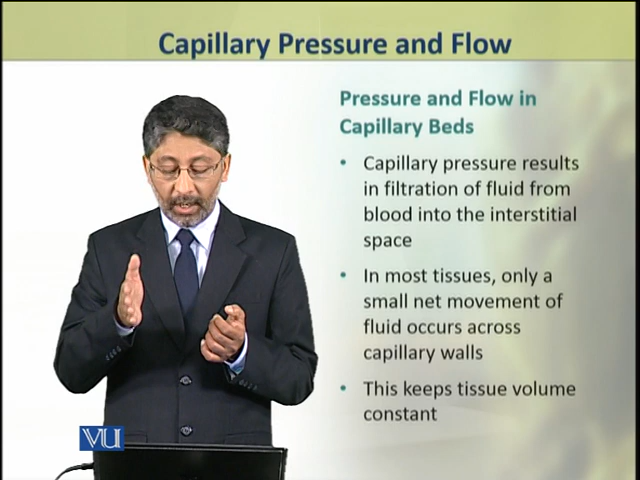 Capillary Pressure and Flow
Pressure and Flow in
Capillary Beds
• Capillary pressure results
in filtration of fluid from
blood into the interstitial
space
• In most tissues, only a
small net movement of
fluid occurs across
capillary walls
• This keeps tissue volume
constant
VU